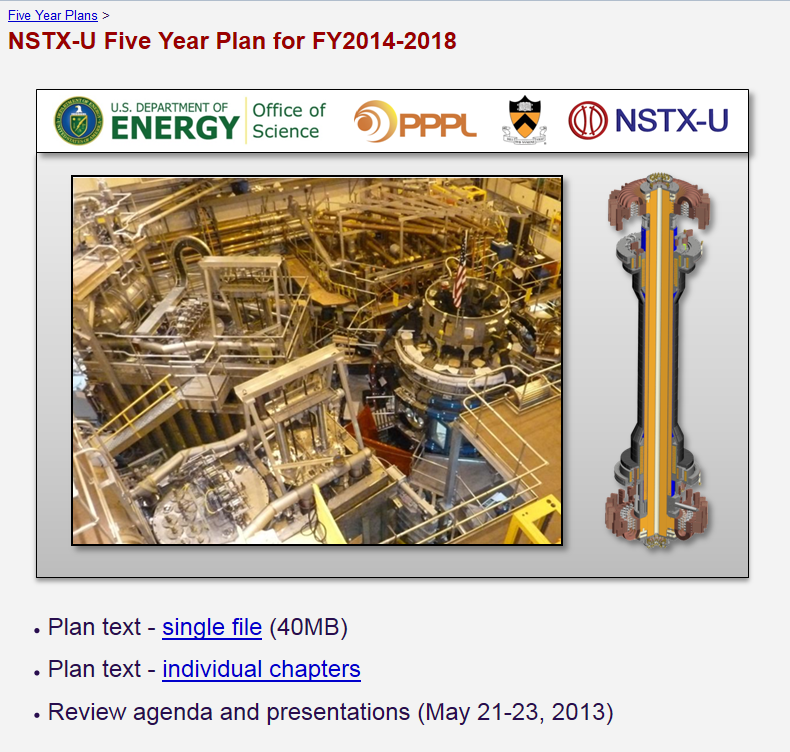 Five Year Plans >
NSTX-U Five Year Plan for FY2014-2018
U.S. DEPARTMENT OF
ENERGY
Office of
Science
PPPL
NSTX-U
• Plan text - single file (40MB)
• Plan text - individual chapters
• Review agenda and presentations (May 21-23, 2013)